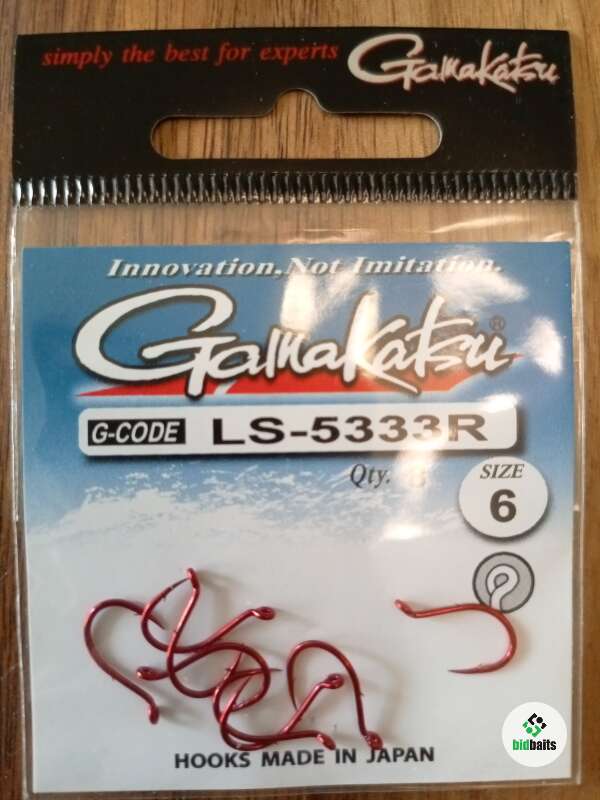 simply the best for experts Gamakatsu
Innovation,Not Imitation.
Gamakatsu®
G-CODE LS-5333R
Qty.
SIZE
6
bidbaits
HOOKS MADE IN JAPAN